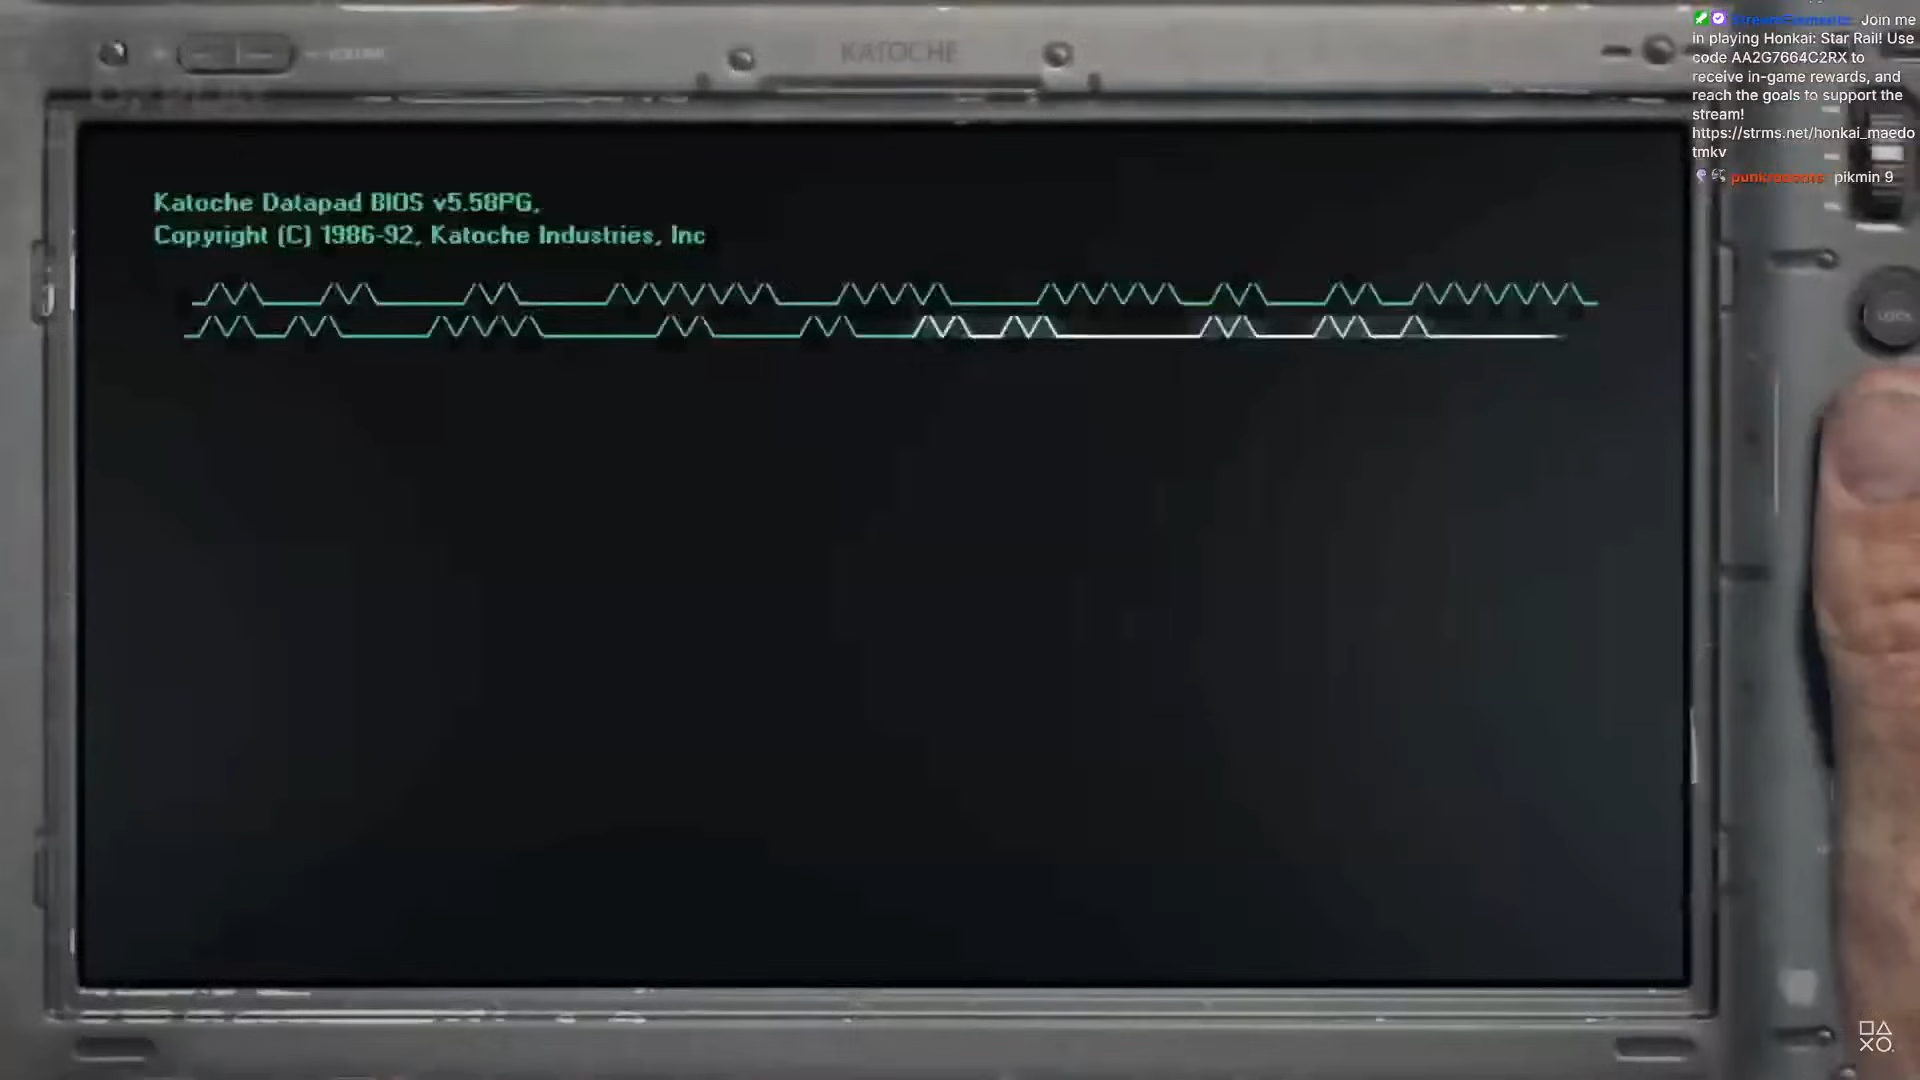 KATOCHE
Katoche Datapad BIOS v5.58PG,
Copyright (C) 1986-92, Katoche Industries, Inc
LOCK
Join me
in playing Honkai: Star Rail! Use
code AA2G7664C2RX to
receive in-game rewards, and
reach the goals to support the
stream!
https://strms.net/honkai_maedo
tmkv
pikmin 9